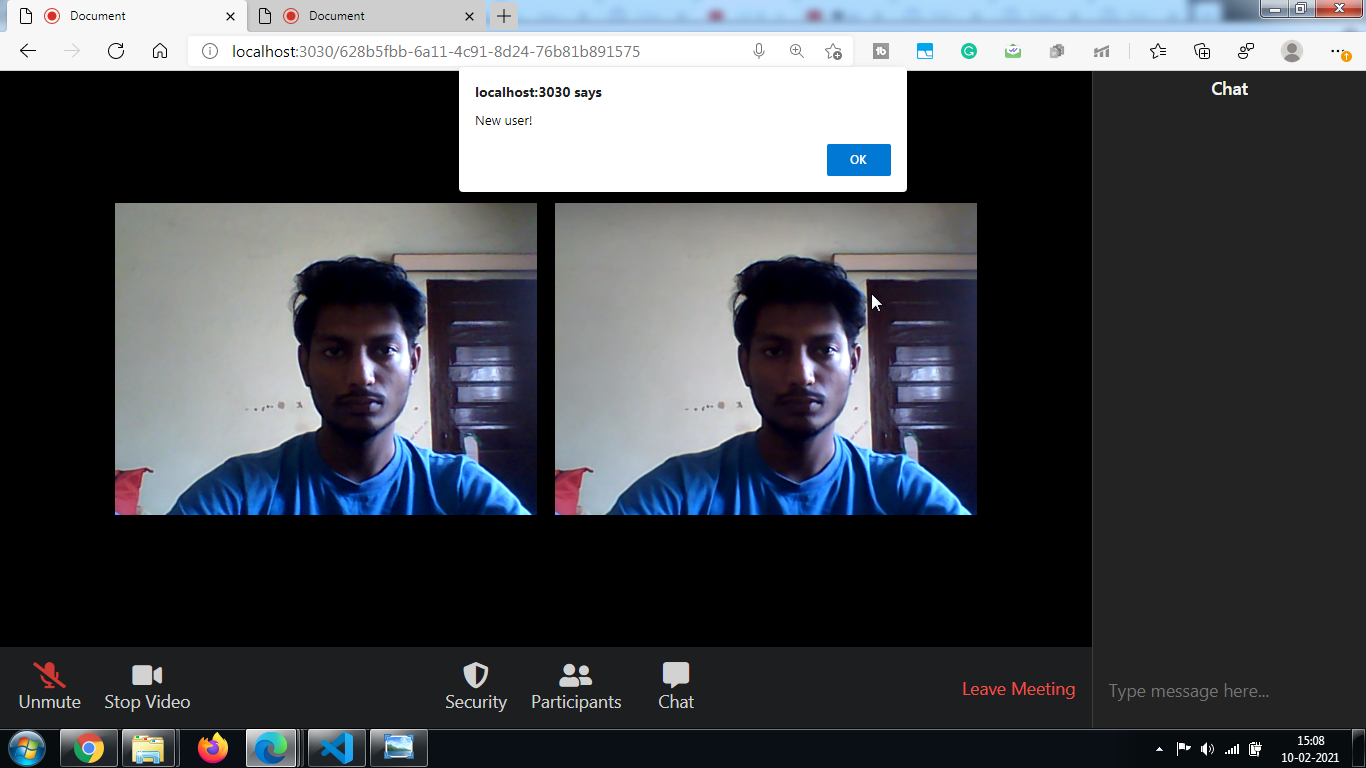 Document
Document
localhost:3030/628b5fbb-6a11-4c91-8d24-76b81b891575
localhost:3030 says
New user!
OK
Chat
Unmute
Stop Video
Security
Participants
Chat
Leave Meeting
Type message here...
15:08
10-02-2021